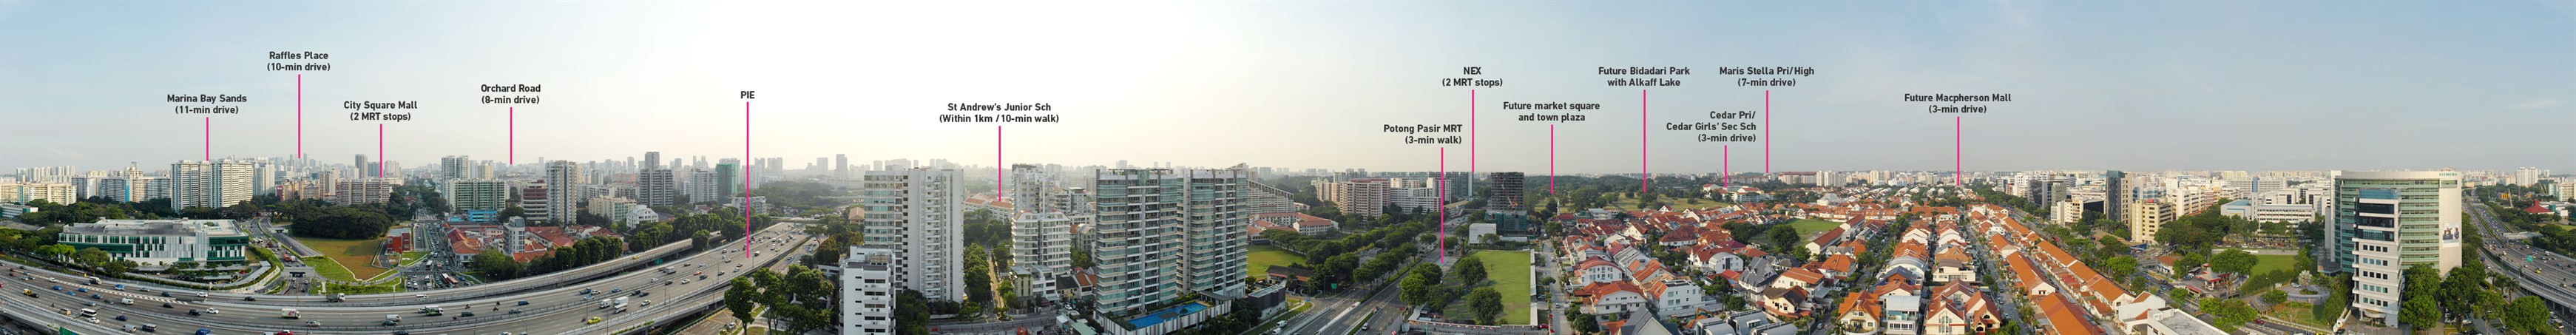 Marina Bay Sands
(11-min drive)
Raffles Place
(10-min drive)
City Square Mall
(2 MRT stops)
Orchard Road
(8-min drive)
PIE
St Andrew's Junior Sch
(Within 1km / 10-min walk)
Potong Pasir MRT
(3-min walk)
NEX
(2 MRT stops)
Future market square
and town plaza
Future Bidadari Park
with Alkaff Lake
Cedar Pri/
Cedar Girls' Sec Sch
(3-min drive)
Maris Stella Pri/High
(7-min drive)
Future Macpherson Mall
(3-min drive)
SIEMENS